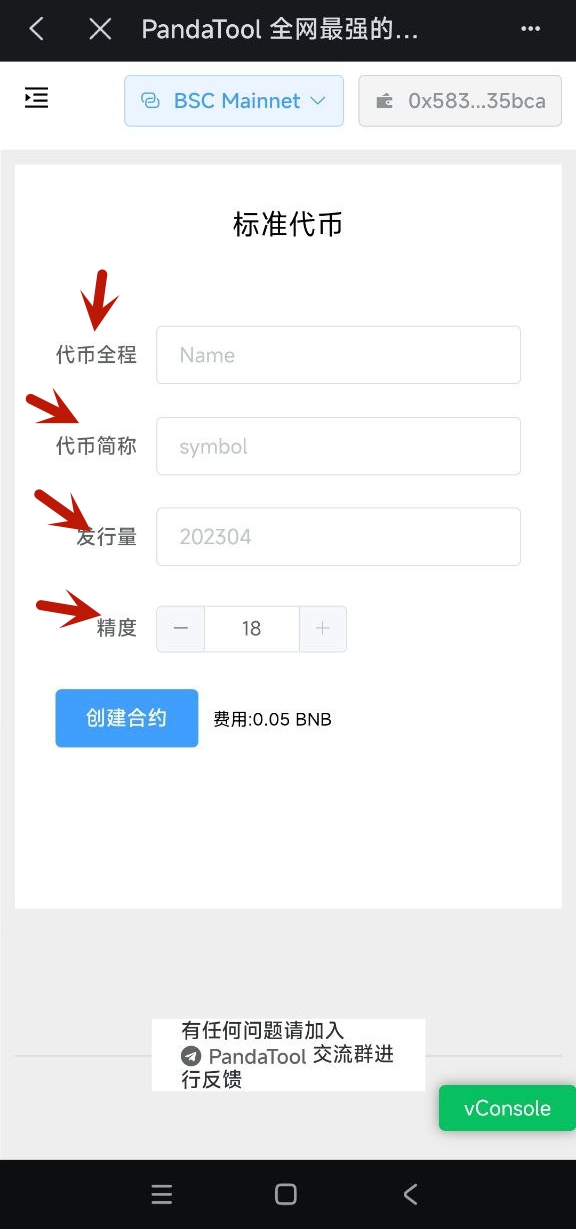 PandaTool 全网最强的...
BSC Mainnet
0x583...35bca
标准代币
代币全程
Name
代币简称
symbol
发行量
202304
精度
18
创建合约
费用:0.05 BNB
有任何问题请加入
PandaTool 交流群进
行反馈
vConsole